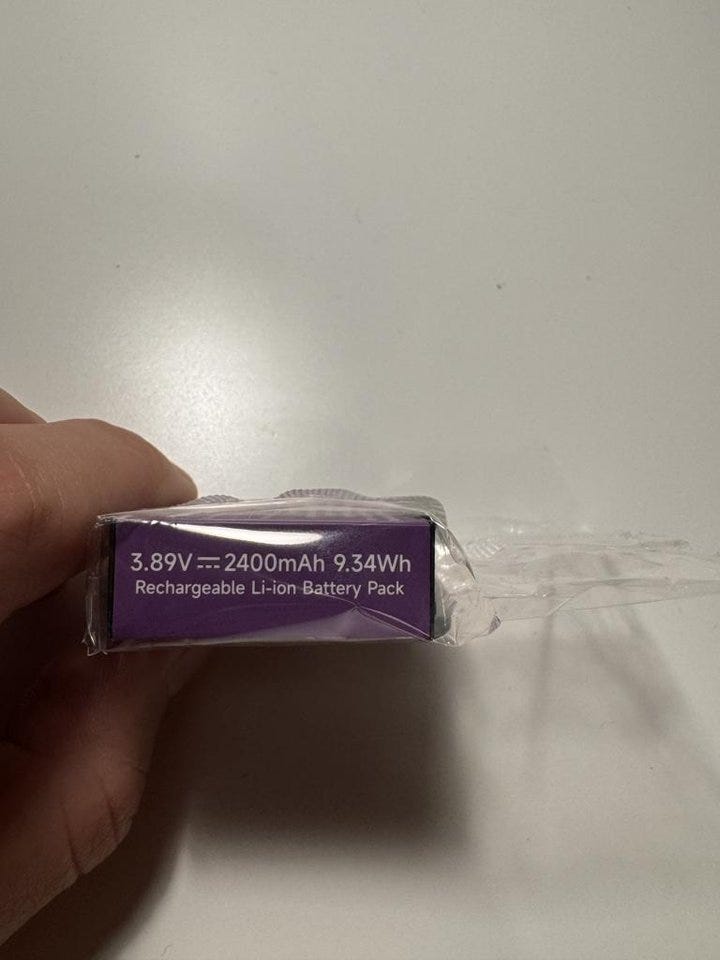 3.89V ⎓ 2400mAh 9.34Wh
Rechargeable Li-ion Battery Pack